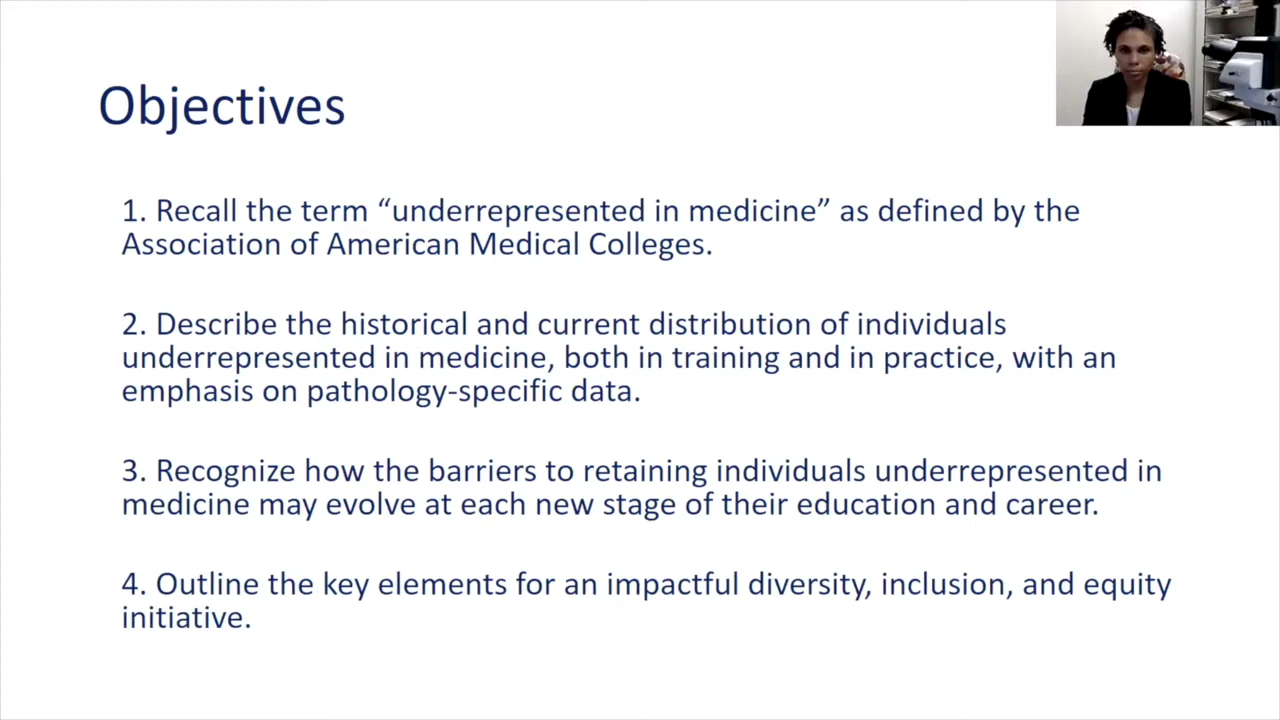 Objectives
1. Recall the term “underrepresented in medicine” as defined by the
Association of American Medical Colleges.
2. Describe the historical and current distribution of individuals
underrepresented in medicine, both in training and in practice, with an
emphasis on pathology-specific data.
3. Recognize how the barriers to retaining individuals underrepresented in
medicine may evolve at each new stage of their education and career.
4. Outline the key elements for an impactful diversity, inclusion, and equity
initiative.